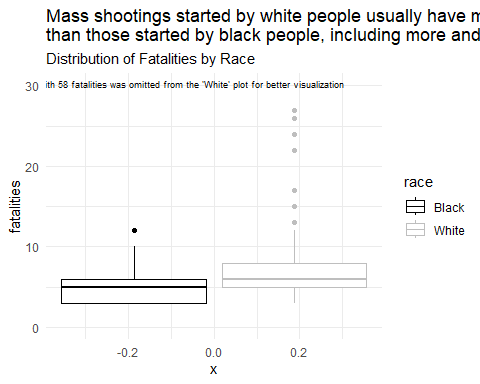 Mass shootings started by white people usually have
than those started by black people, including more and
Distribution of Fatalities by Race
58 fatalities was omitted from the 'White' plot for better visualization
30
20
10
0
fatalities
-0.2
0.0
0.2
x
race
Black
White